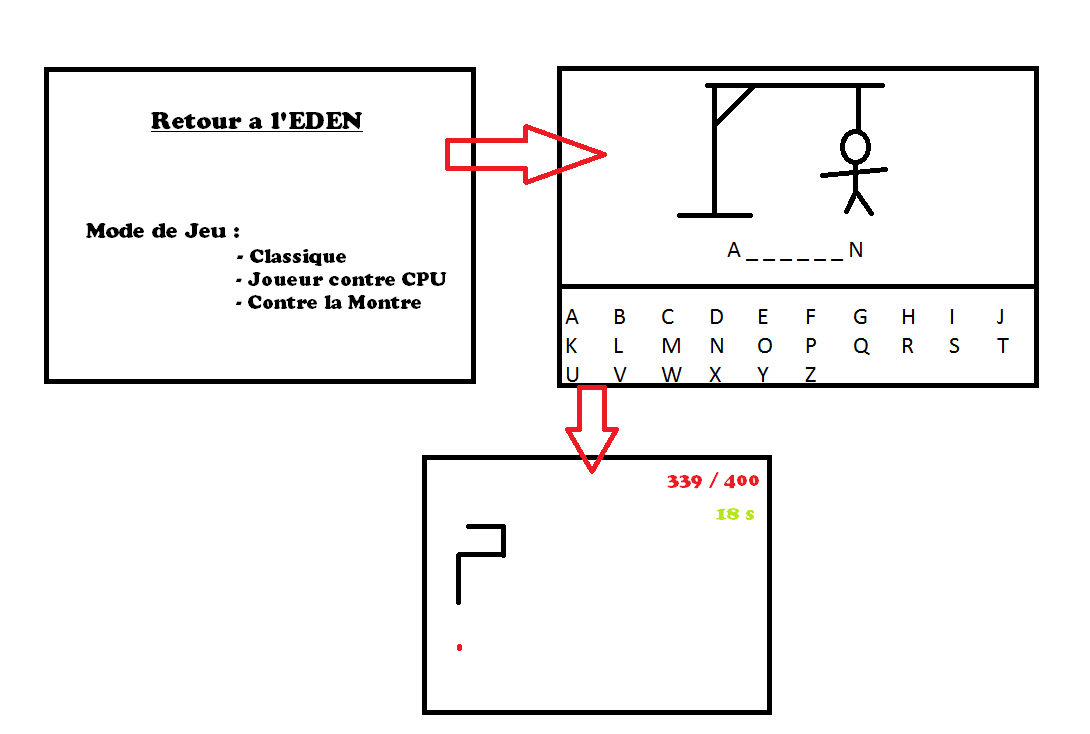 Retour a l'EDEN
Mode de Jeu :
- Classique
- Joueur contre CPU
- Contre la Montre
A _ _ _ _ _ _ N
A B C D E F G H I J
K L M N O P Q R S T
U V W X Y Z
339 / 400
18 s